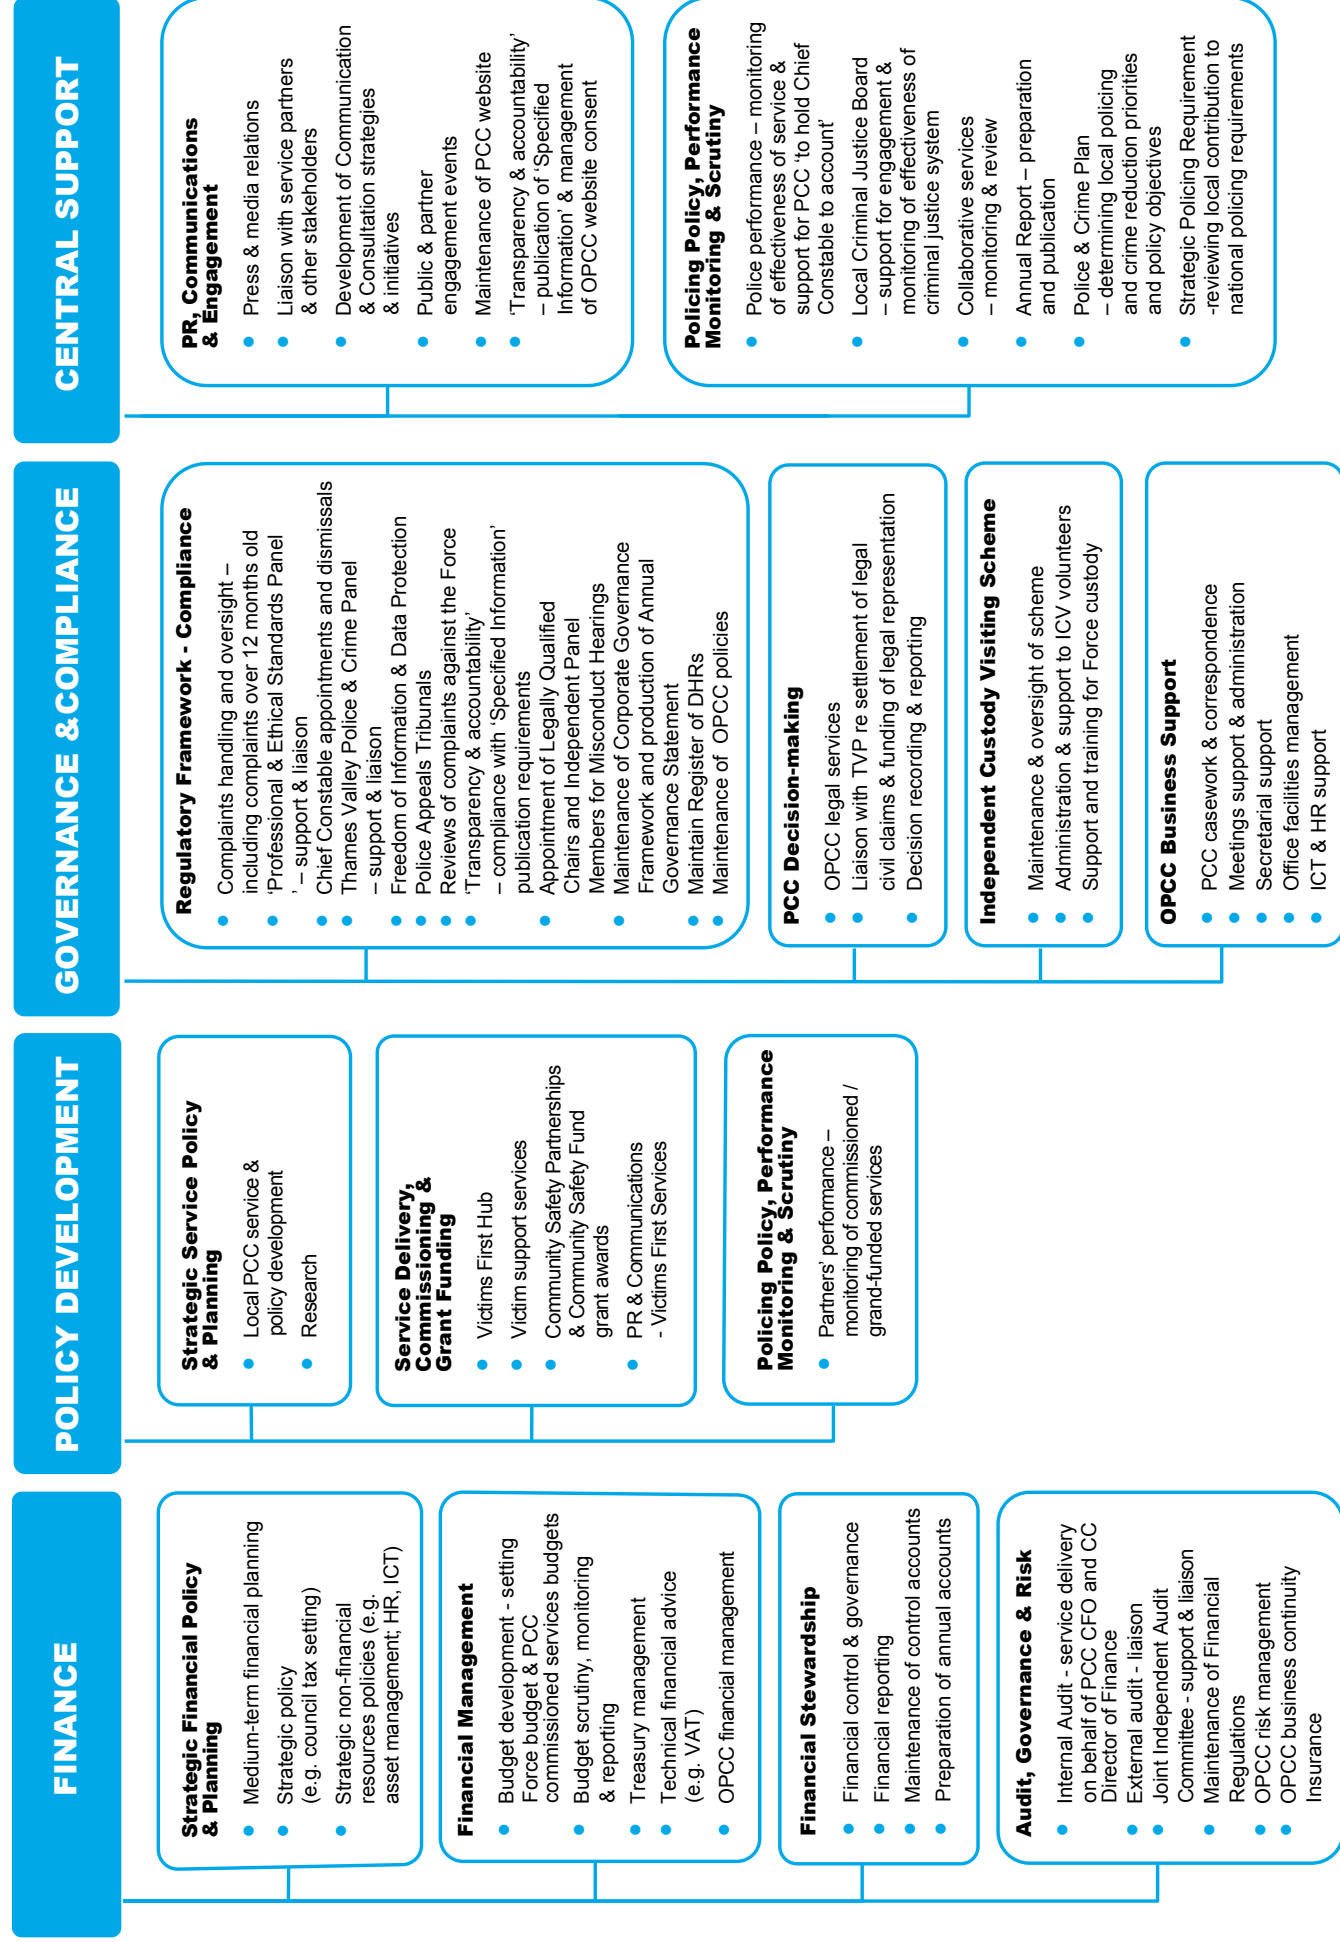 FINANCE
Strategic Financial Policy
& Planning
Medium-term financial planning
Strategic policy
(e.g. council tax setting)
Strategic non-financial
resources policies (e.g.
asset management; HR, ICT)
Financial Management
Budget development - setting
Force budget & PCC
commissioned services budgets
Budget scrutiny, monitoring
& reporting
Treasury management
Technical financial advice
(e.g. VAT)
OPCC financial management
Financial Stewardship
Financial control & governance
Financial reporting
Maintenance of control accounts
Preparation of annual accounts
Audit, Governance & Risk
Internal Audit - service delivery
on behalf of PCC CFO and CC
Director of Finance
External audit - liaison
Joint Independent Audit
Committee - support & liaison
Maintenance of Financial
Regulations
OPCC risk management
OPCC business continuity
Insurance
POLICY DEVELOPMENT
Strategic Service Policy
& Planning
Local PCC service &
policy development
Research
Service Delivery,
Commissioning &
Grant Funding
Victims First Hub
Victim support services
Community Safety Partnerships
& Community Safety Fund
grant awards
PR & Communications
- Victims First Services
Policing Policy, Performance
Monitoring & Scrutiny
Partners’ performance –
monitoring of commissioned /
grand-funded services
GOVERNANCE &COMPLIANCE
Regulatory Framework - Compliance
Complaints handling and oversight –
including complaints over 12 months old
‘Professional & Ethical Standards Panel
’ – support & liaison
Chief Constable appointments and dismissals
Thames Valley Police & Crime Panel
– support & liaison
Freedom of Information & Data Protection
Police Appeals Tribunals
Reviews of complaints against the Force
‘Transparency & accountability’
– compliance with ‘Specified Information’
publication requirements
Appointment of Legally Qualified
Chairs and Independent Panel
Members for Misconduct Hearings
Maintenance of Corporate Governance
Framework and production of Annual
Governance Statement
Maintain Register of DHRs
Maintenance of OPCC policies
PCC Decision-making
OPCC legal services
Liaison with TVP re settlement of legal
civil claims & funding of legal representation
Decision recording & reporting
Independent Custody Visiting Scheme
Maintenance & oversight of scheme
Administration & support to ICV volunteers
Support and training for Force custody
OPCC Business Support
PCC casework & correspondence
Meetings support & administration
Secretarial support
Office facilities management
ICT & HR support
CENTRAL SUPPORT
PR, Communications
& Engagement
Press & media relations
Liaison with service partners
& other stakeholders
Development of Communication
& Consultation strategies
& initiatives
Public & partner
engagement events
Maintenance of PCC website
‘Transparency & accountability’
– publication of ‘Specified
Information’ & management
of OPCC website consent
Policing Policy, Performance
Monitoring & Scrutiny
Police performance – monitoring
of effectiveness of service &
support for PCC ‘to hold Chief
Constable to account’
Local Criminal Justice Board
– support for engagement &
monitoring of effectiveness of
criminal justice system
Collaborative services
– monitoring & review
Annual Report – preparation
and publication
Police & Crime Plan
– determining local policing
and crime reduction priorities
and policy objectives
Strategic Policing Requirement
-reviewing local contribution to
national policing requirements